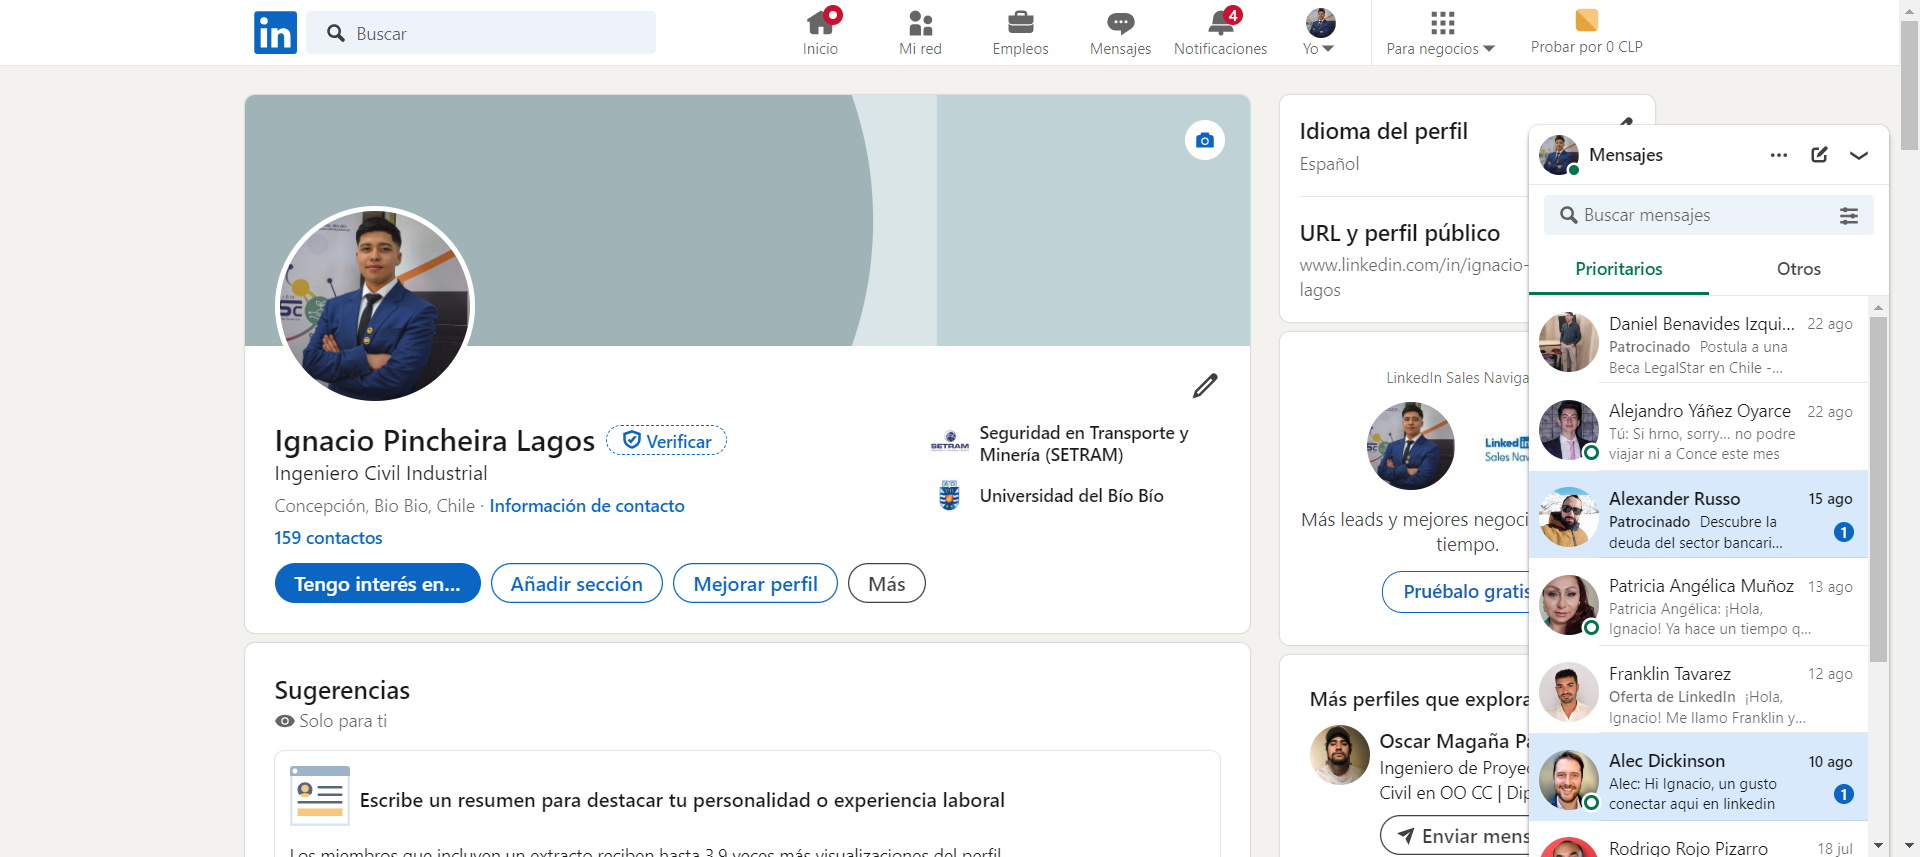 in
Buscar
Inicio
Mi red
Empleos
Mensajes
4
Notificaciones
Yo
Para negocios
Probar por 0 CLP
Ignacio Pincheira Lagos
Verificar
Ingeniero Civil Industrial
Concepción, Bio Bio, Chile · Información de contacto
159 contactos
SETRAM
Seguridad en Transporte y
Minería (SETRAM)
Universidad del Bío Bío
Tengo interés en...
Añadir sección
Mejorar perfil
Más
Sugerencias
Solo para ti
Escribe un resumen para destacar tu personalidad o experiencia laboral
Los miembros que incluyen un extracto reciben hasta 3,9 veces más visualizaciones del perfil
Idioma del perfil
Español
URL y perfil público
www.linkedin.com/in/ignacio-
lagos
LinkedIn Sales Naviga
Linked in
Sales Nav
Más leads y mejores negoci
tiempo.
Pruébalo gratis
Más perfiles que explora
Oscar Magaña Pa
Ingeniero de Proye
Civil en OO CC | Dip
Enviar mens
Mensajes
Buscar mensajes
Prioritarios
Otros
Daniel Benavides Izqui... 22 ago
Patrocinado Postula a una
Beca LegalStar en Chile -...
Alejandro Yáñez Oyarce 22 ago
Tú: Si hrno, sorry... no podre
viajar ni a Conce este mes
Alexander Russo 15 ago
Patrocinado Descubre la
deuda del sector bancari...
1
Patricia Angélica Muñoz 13 ago
Patricia Angélica: ¡Hola,
Ignacio! Ya hace un tiempo q...
Franklin Tavarez 12 ago
Oferta de LinkedIn ¡Hola,
Ignacio! Me llamo Franklin y...
Alec Dickinson 10 ago
Alec: Hi Ignacio, un gusto
conectar aqui en linkedin
1
Rodrigo Rojo Pizarro 18 jul